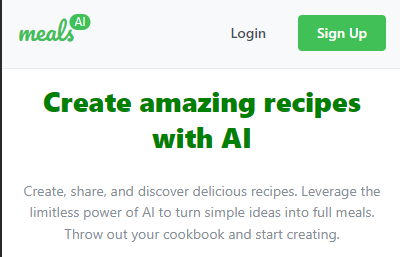 meals AI
Login
Sign Up
Create amazing recipes
with AI
Create, share, and discover delicious recipes. Leverage the
limitless power of AI to turn simple ideas into full meals.
Throw out your cookbook and start creating.